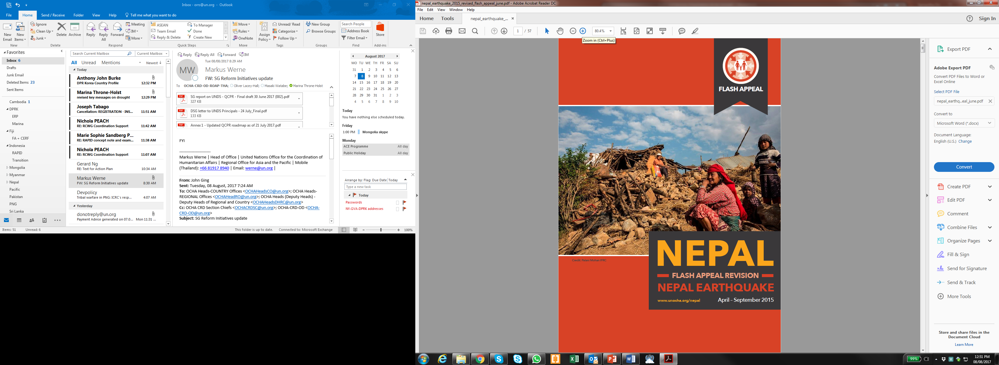 Inbox - orrs@un.org - Outlook
File Home Send / Receive Folder View Help Tell me what you want to do
New Email
New Items
New
Ignore
Clean Up
Junk
Delete
Archive
Delete
Reply
Reply All
Forward
Meeting
IM
More
Respond
ASEAN
Team Email
Reply & Delete
To Manager
Done
Create New
Quick Steps
Move
Rules
OneNote
Move
Assign Policy
Unread/ Read
Categorize
Follow Up
Tags
New Group
Browse Groups
Groups
Search People
Address Book
Filter Email
Find
Store
Add-ins
Favorites
Inbox 6
Drafts
Junk Email
Deleted Items 23
Sent Items
Cambodia 1
DPRK
ERP
Marina
Fiji
FA + CERF
Indonesia
RAPID
Transition
Mongolia
Myanmar
Nepal
Pacific
Pakistan
PNG
Sri Lanka
Search Current Mailbox Current Mailbox
All Unread Mentions Newest
Today
Anthony John Burke
DPR Korea Country Profile 12:32 PM
Marina Throne-Holst
revised key messages on drought 12:29 PM
Joseph Tabago
Cancellation: REGISTRATION - INS... 11:51 AM
Nichola PEACH
RE: RCWG Coordination Support 11:42 AM
Marie Sophie Sandberg P...
RE: RAPID concept note and exam... 11:38 AM
Nichola PEACH
RE: RCWG Coordination Support 11:07 AM
Gerard Ng
RE: Text for Action Plan 10:34 AM
Markus Werne
FW: SG Reform Initiatives update 8:30 AM
Devpolicy
Tribal warfare in PNG: ICRC's resp... 4:07 AM
Yesterday
donotreply@un.org
Payment Advice generated on 07.0... Mon 11:31 ...
Reply Reply All Forward IM
Tue 08/08/2017 8:29 AM
MW
Markus Werne
FW: SG Reform Initiatives update
To OCHA-CRD-OD-ROAP-THA; Oliver Lacey-Hall; Masaki Watabe; Marina Throne-Holst
SG report on UNDS - QCPR - Final draft 30 June 2017 (002).pdf
327 KB
DSG letter to UNDS Principals - 24 July_Final.pdf
133 KB
Annex 1 - Updated QCPR roadmap as of 21 July 2017.pdf
FYI
-----------------------
Markus Werne | Head of Office | United Nations Office for the Coordination of
Humanitarian Affairs | Regional Office for Asia and the Pacific | Mobile
(Thailand): +66 81917 8940 | Email: werne@un.org |
From: John Ging
Sent: Tuesday, 08 August, 2017 7:24 AM
To: OCHA Heads-COUNTRY Offices <OCHAHeadsCO@un.org>; OCHA Heads-
REGIONAL Offices <OCHAHeadRO@un.org>; OCHA Heads (Deputy Heads) -
Deputy Heads of Regional and Country <OCHAHeadsDHRC@un.org>
Cc: OCHA CRD Section Chiefs <OCHACRDSC@un.org>; OCHA-CRD-OD <OCHA-
CRD-OD@un.org>
Subject: SG Reform Initiatives update
August 2017
MO TU WE TH FR SA SU
31 1 2 3 4 5 6
7 8 9 10 11 12 13
14 15 16 17 18 19 20
21 22 23 24 25 26 27
28 29 30 31 1 2 3
4 5 6 7 8 9 10
Today
You have nothing else scheduled today.
Friday
1:00 PM Mongolia skype
Monday
ACE Programme All day
Public Holiday All day
Arrange by: Flag: Due Date Today
Type a new task
Today
Passwords
NY-GVA-DPRK addresses
Items: 51 Unread: 6 This folder is up to date. Connected to: Microsoft Exchange 100%
nepal_earthquake_2015_revised_flash_appeal_june.pdf - Adobe Acrobat Reader DC
File Edit View Window Help
Home Tools nepal_earthquake_... Sign In
1 / 57 80.4%
Zoom in (Ctrl+Plus)
FLASH APPEAL
Credit: Palani Mohan IFRC
NEPAL
FLASH APPEAL REVISION
NEPAL EARTHQUAKE
www.unocha.org/nepal April - September 2015
Export PDF
Adobe Export PDF
Convert PDF Files to Word or
Excel Online
Select PDF File
nepal_earthq...eal_june.pdf
Convert to
Microsoft Word (*.docx)
Document Language:
English (U.S.) Change
Convert
Create PDF
Edit PDF
Comment
Combine Files
Organize Pages
Fill & Sign
Send for Signature
Send & Track
More Tools
Store and share files in the
Document Cloud
Learn More
99%
12:51 PM
08/08/2017